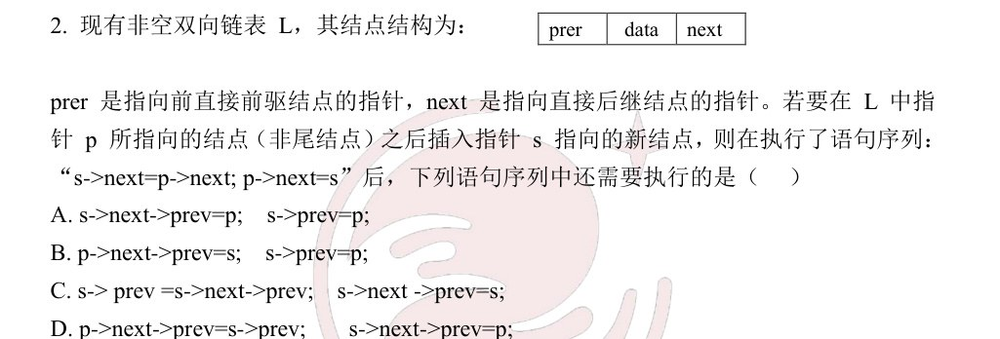 2. 现有非空双向链表 L，其结点结构为： prer data next
prer 是指向前直接前驱结点的指针，next 是指向直接后继结点的指针。若要在 L 中指
针 p 所指向的结点（非尾结点）之后插入指针 s 指向的新结点，则在执行了语句序列：
“s->next=p->next; p->next=s”后，下列语句序列中还需要执行的是（ ）
A. s->next->prev=p; s->prev=p;
B. p->next->prev=s; s->prev=p;
C. s-> prev =s->next->prev; s->next ->prev=s;
D. p->next->prev=s->prev; s->next->prev=p;